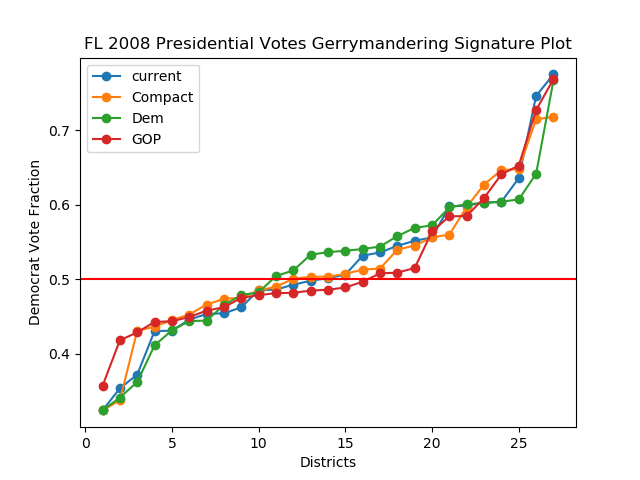 FL 2008 Presidential Votes Gerrymandering Signature Plot
current
Compact
Dem
GOP
0.7
0.6
0.5
0.4
Democrat Vote Fraction
0 5 10 15 20 25
Districts